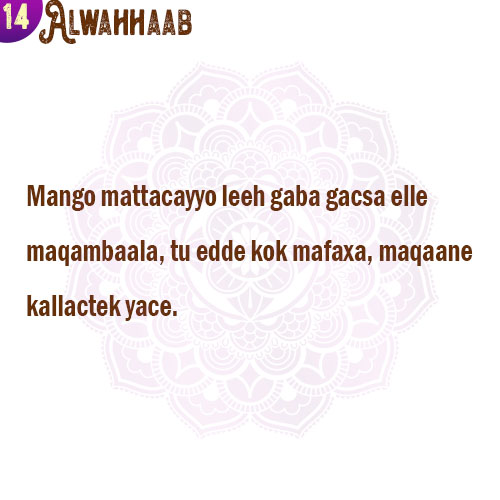 14 Alwahhaab
Mango mattacayyo leeh gaba gacsa elle
maqambaala, tu edde kok mafaxa, maqaane
kallactek yace.